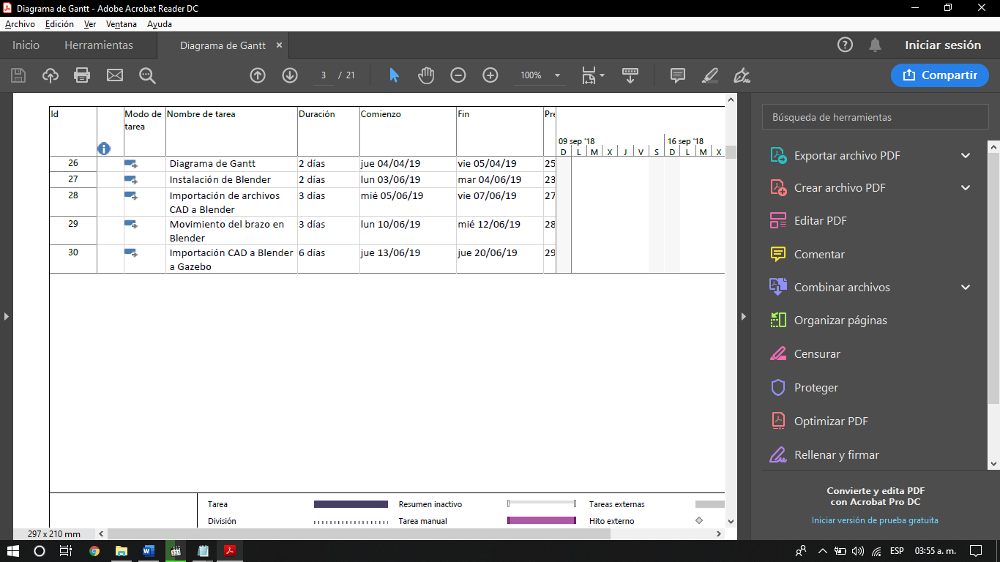 Diagrama de Gantt - Adobe Acrobat Reader DC
Archivo Edición Ver Ventana Ayuda
Inicio Herramientas Diagrama de Gantt × Iniciar sesión
3 / 21 100% Compartir
Id Modo de tarea Nombre de tarea Duración Comienzo Fin Pre
09 sep '18 16 sep '18
D L M X J V S D L M X
26 Diagrama de Gantt 2 días jue 04/04/19 vie 05/04/19 25
27 Instalación de Blender 2 días lun 03/06/19 mar 04/06/19 23
28 Importación de archivos CAD a Blender 3 días mié 05/06/19 vie 07/06/19 27
29 Movimiento del brazo en Blender 3 días lun 10/06/19 mié 12/06/19 28
30 Importación CAD a Blender a Gazebo 6 días jue 13/06/19 jue 20/06/19 29
Tarea Resumen inactivo Tareas externas
División Tarea manual Hito externo
297 x 210 mm
Búsqueda de herramientas
Exportar archivo PDF
Crear archivo PDF
Editar PDF
Comentar
Combinar archivos
Organizar páginas
Censurar
Proteger
Optimizar PDF
Rellenar y firmar
Convierte y edita PDF
con Acrobat Pro DC
Iniciar versión de prueba gratuita
ESP 03:55 a. m.